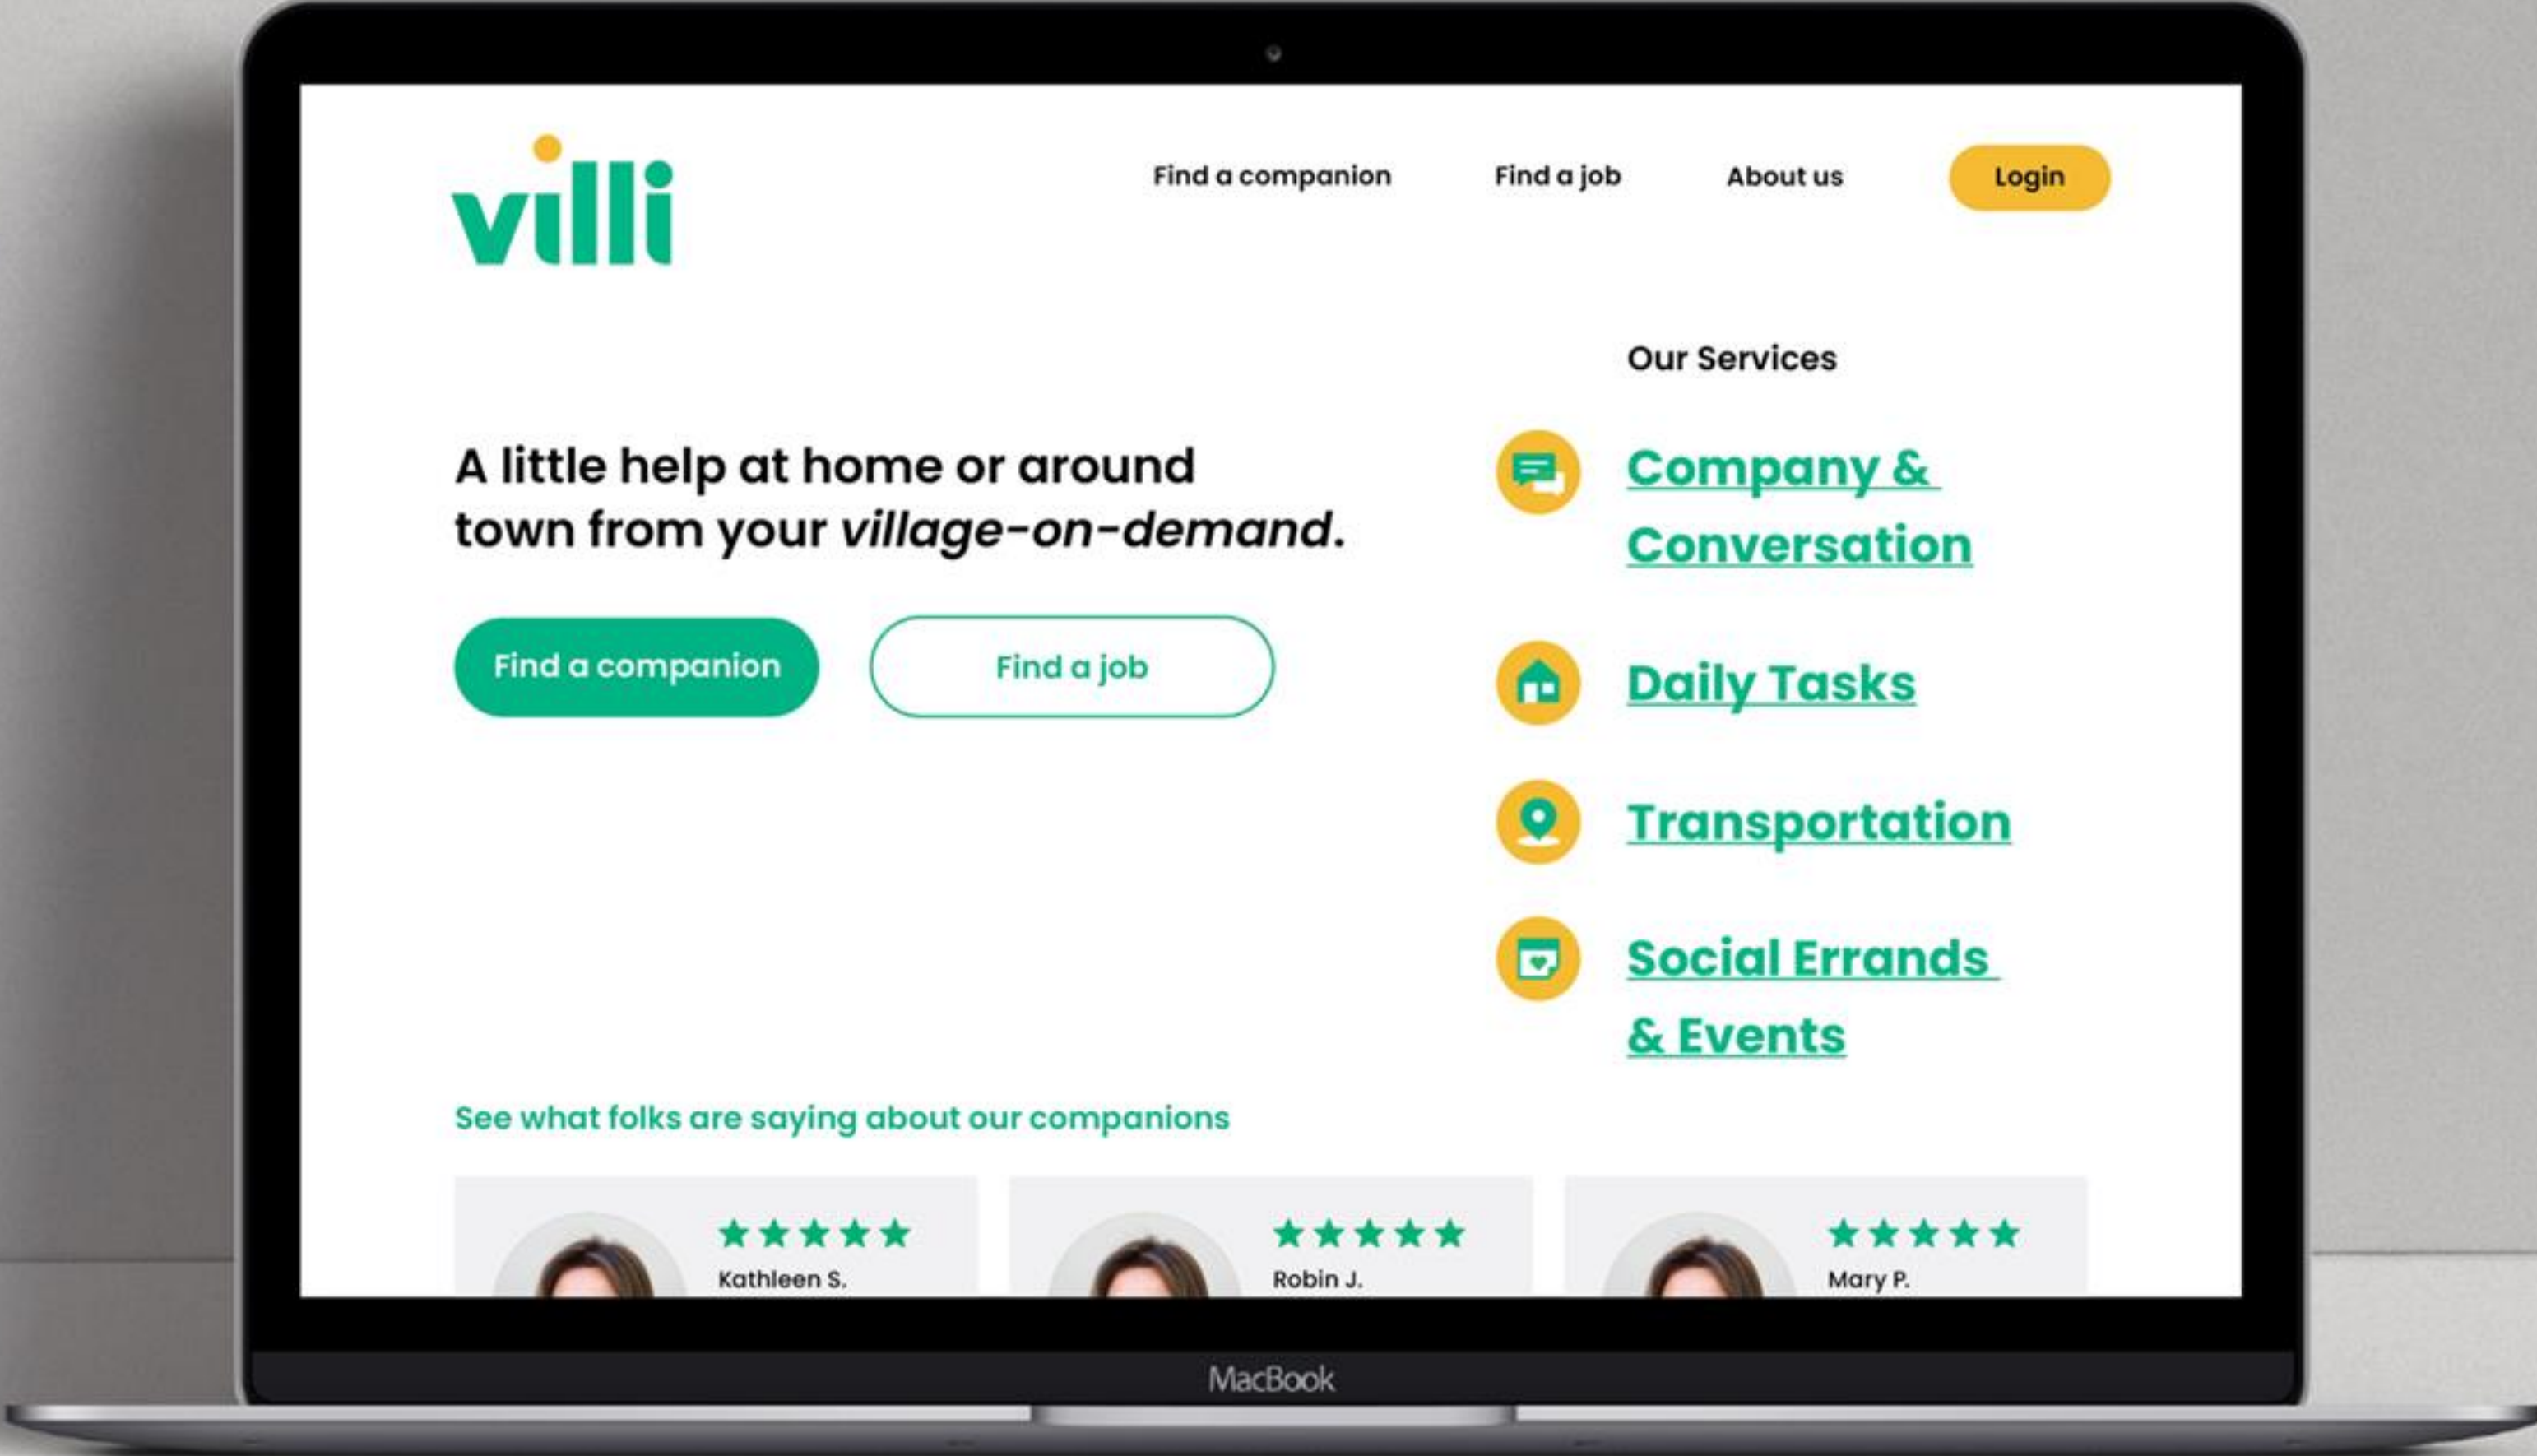 villi
Find a companion
Find a job
About us
Login
Our Services
A little help at home or around
town from your village-on-demand.
Find a companion
Find a job
Company &
Conversation
Daily Tasks
Transportation
Social Errands
& Events
See what folks are saying about our companions
Kathleen S.
Robin J.
Mary P.
MacBook